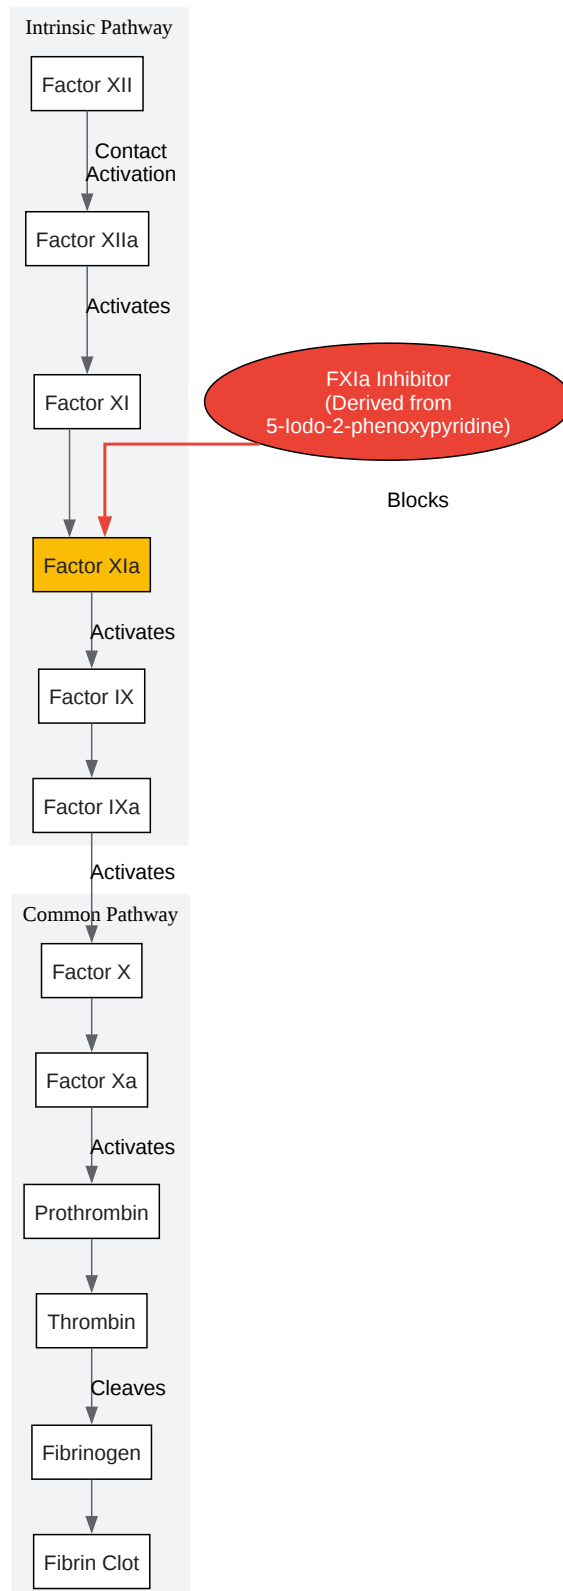 Intrinsic Pathway
Factor XII
Contact
Activation
Factor XIIa
Activates
Factor XI
FXIa Inhibitor
(Derived from
5-Iodo-2-phenoxypyridine)
Blocks
Factor XIa
Activates
Factor IX
Factor IXa
Activates
Common Pathway
Factor X
Factor Xa
Activates
Prothrombin
Thrombin
Cleaves
Fibrinogen
Fibrin Clot